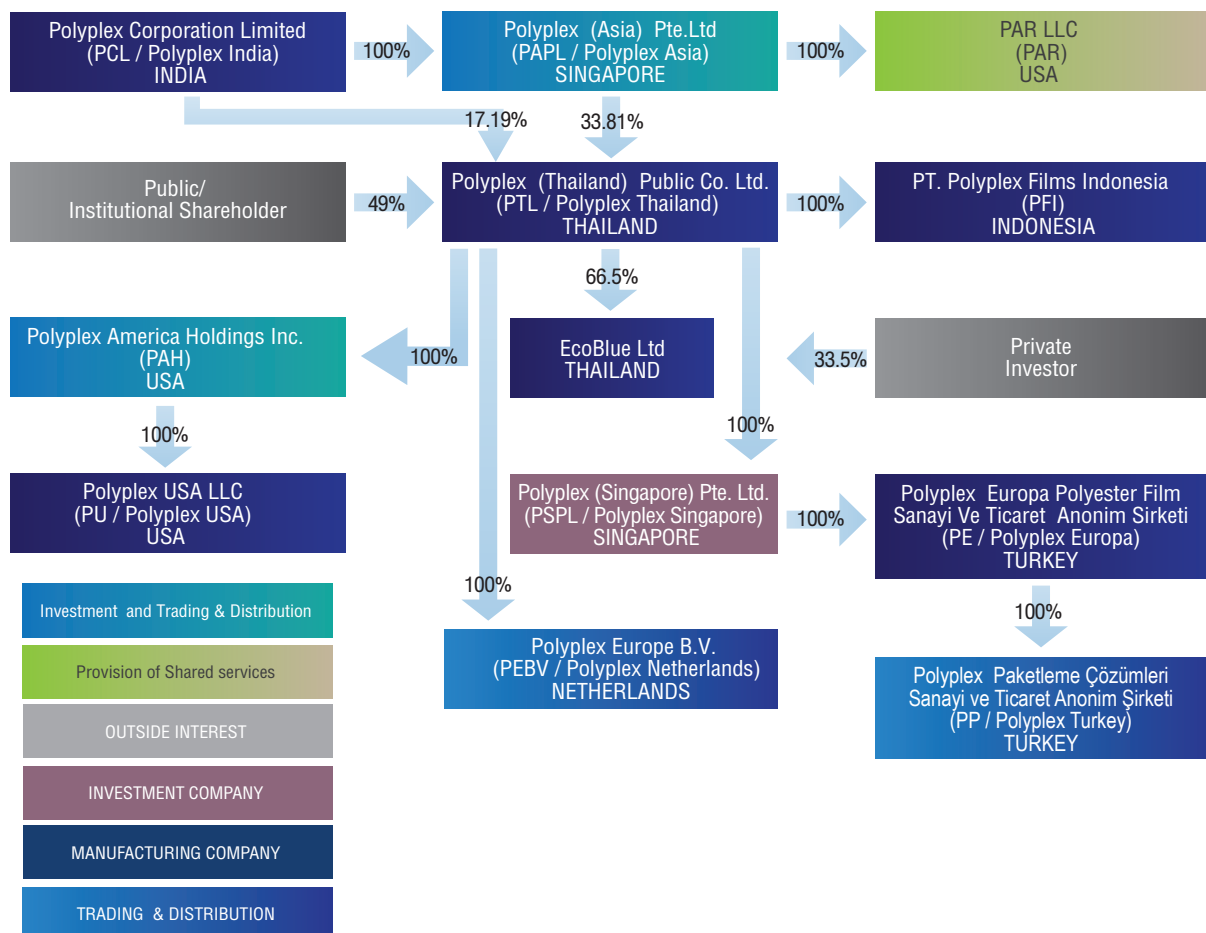 Polyplex Corporation Limited
(PCL / Polyplex India)
INDIA
100%
Polyplex (Asia) Pte.Ltd
(PAPL / Polyplex Asia)
SINGAPORE
100%
PAR LLC
(PAR)
USA
17.19%
33.81%
Public/
Institutional Shareholder
49%
Polyplex (Thailand) Public Co. Ltd.
(PTL / Polyplex Thailand)
THAILAND
100%
PT. Polyplex Films Indonesia
(PFI)
INDONESIA
66.5%
Polyplex America Holdings Inc.
(PAH)
USA
100%
EcoBlue Ltd
THAILAND
33.5%
Private
Investor
100%
100%
Polyplex USA LLC
(PU / Polyplex USA)
USA
Polyplex (Singapore) Pte. Ltd.
(PSPL / Polyplex Singapore)
SINGAPORE
100%
Polyplex Europa Polyester Film
Sanayi Ve Ticaret Anonim Sirketi
(PE / Polyplex Europa)
TURKEY
100%
100%
Polyplex Europe B.V.
(PEBV / Polyplex Netherlands)
NETHERLANDS
Polyplex Paketleme Çözümleri
Sanayi ve Ticaret Anonim Şirketi
(PP / Polyplex Turkey)
TURKEY
Investment and Trading & Distribution
Provision of Shared services
OUTSIDE INTEREST
INVESTMENT COMPANY
MANUFACTURING COMPANY
TRADING & DISTRIBUTION